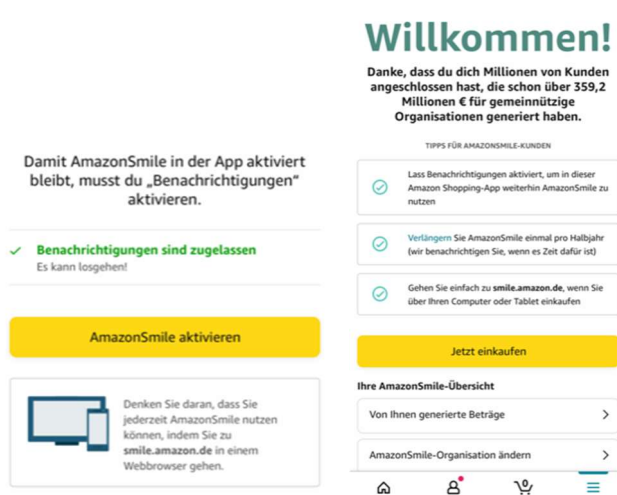 Damit AmazonSmile in der App aktiviert
bleibt, musst du „Benachrichtigungen“
aktivieren.
Benachrichtigungen sind zugelassen
Es kann losgehen!
AmazonSmile aktivieren
Denken Sie daran, dass Sie
jederzeit AmazonSmile nutzen
können, indem Sie zu
smile.amazon.de in einem
Webbrowser gehen.
Willkommen!
Danke, dass du dich Millionen von Kunden
angeschlossen hast, die schon über 359,2
Millionen € für gemeinnützige
Organisationen generiert haben.
TIPPS FÜR AMAZONSMILE-KUNDEN
Lass Benachrichtigungen aktiviert, um in dieser
Amazon Shopping-App weiterhin AmazonSmile zu
nutzen
Verlängern Sie AmazonSmile einmal pro Halbjahr
(wir benachrichtigen Sie, wenn es Zeit dafür ist)
Gehen Sie einfach zu smile.amazon.de, wenn Sie
über Ihren Computer oder Tablet einkaufen
Jetzt einkaufen
Ihre AmazonSmile-Übersicht
Von Ihnen generierte Beträge
AmazonSmile-Organisation ändern
0